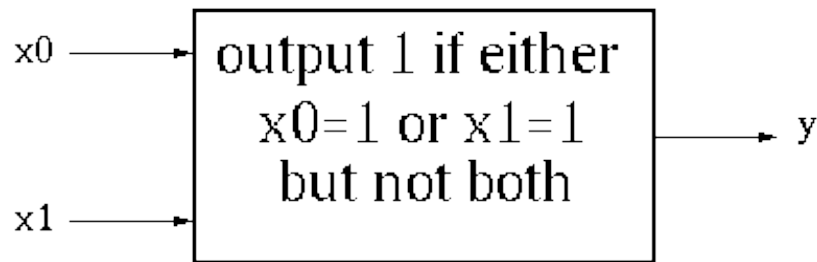 x0
x1
output 1 if either
x0=1 or x1=1
but not both
y